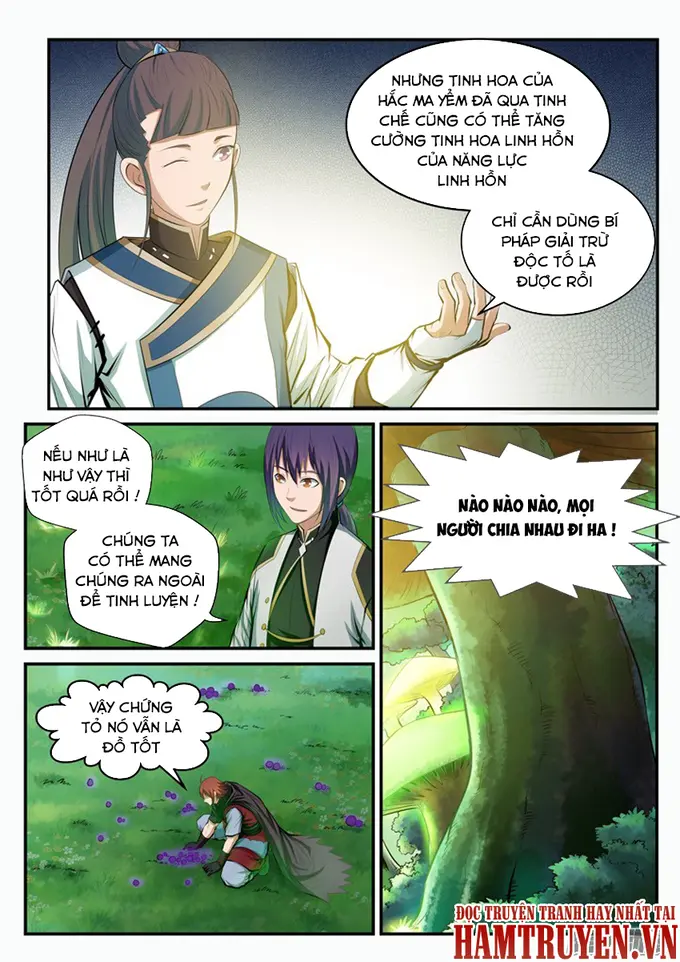 NHƯNG TINH HOA CỦA
HẮC MA YỂM ĐÃ QUA TINH
CHẾ CŨNG CÓ THỂ TĂNG
CƯỜNG TINH HOA LINH HỒN
CỦA NĂNG LỰC
LINH HỒN
CHỈ CẦN DÙNG BÍ
PHÁP GIẢI TRỪ
ĐỘC TỐ LÀ
ĐƯỢC RỒI
NẾU NHƯ LÀ
NHƯ VẬY THÌ
TỐT QUÁ RỒI !
CHÚNG TA
CÓ THỂ MANG
CHÚNG RA NGOÀI
ĐỂ TINH LUYỆN !
NÀO NÀO NÀO, MỌI
NGƯỜI CHIA NHAU ĐI HA !
VẬY CHỨNG
TỎ NÓ VẪN LÀ
ĐỒ TỐT
ĐỌC TRUYỆN TRANH HAY NHẤT TẠI
HAMTRUYEN.VN